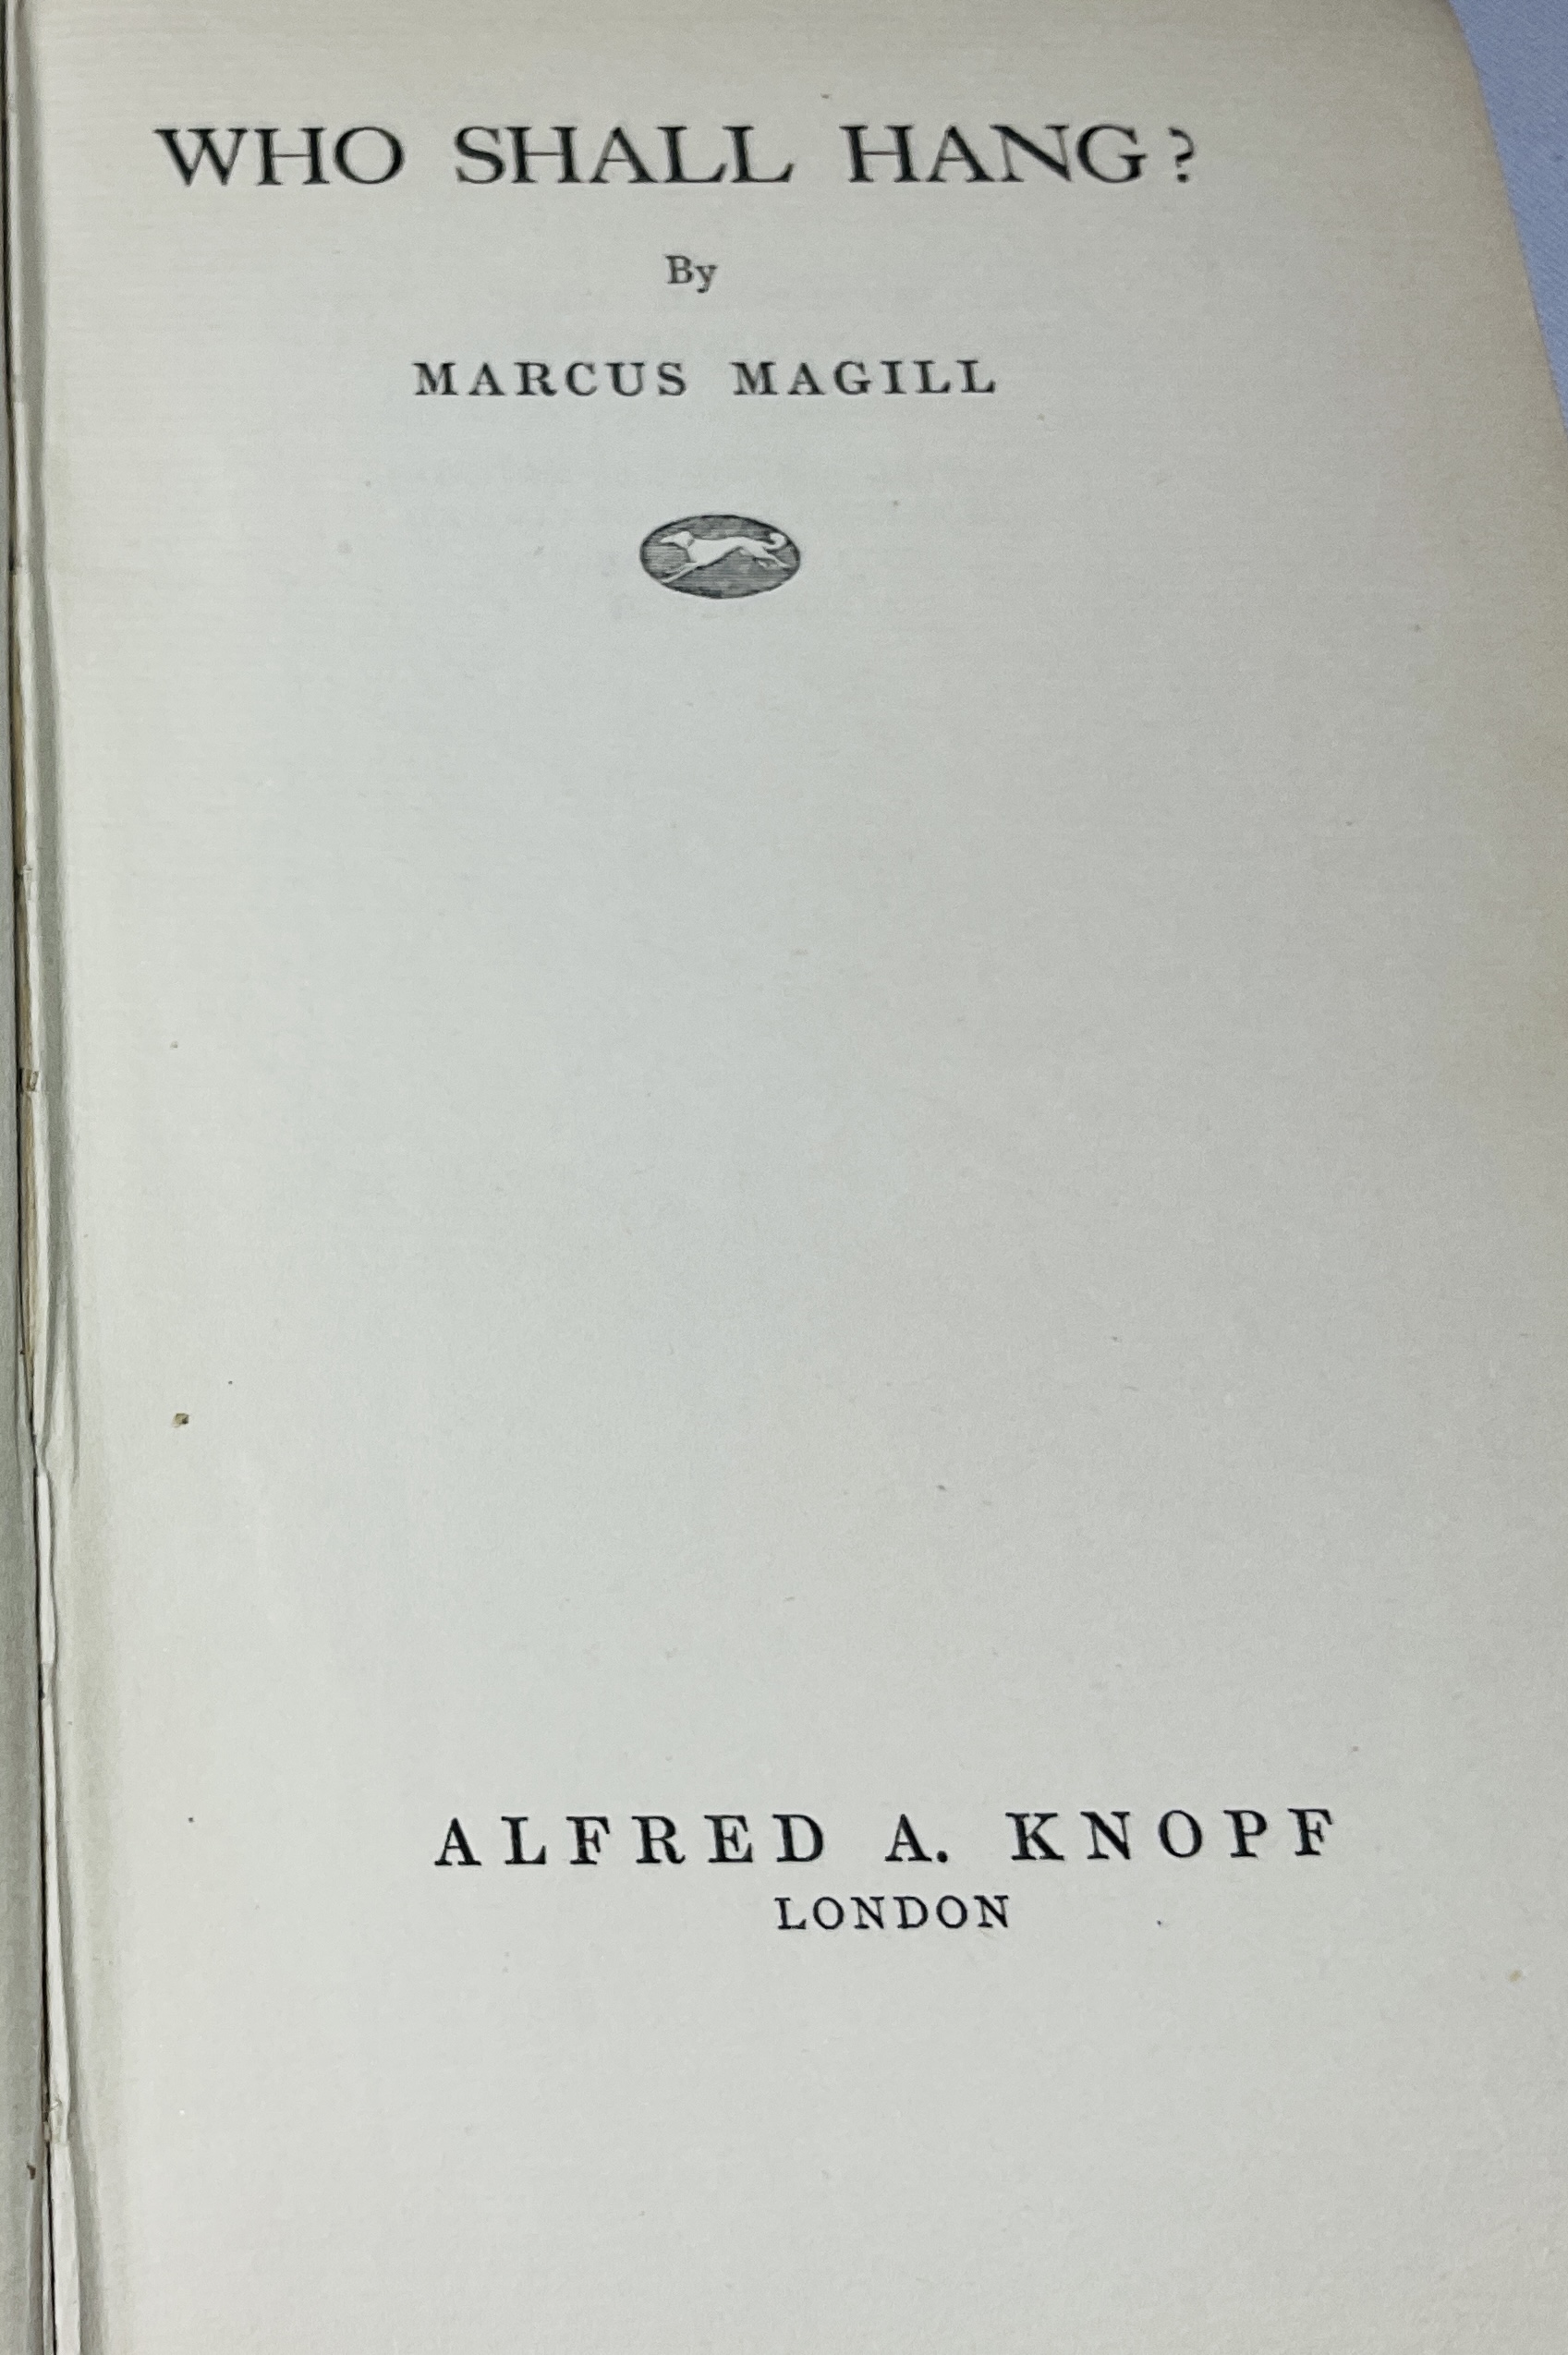 WHO SHALL HANG?
By
MARCUS MAGILL
ALFRED A. KNOPF
LONDON